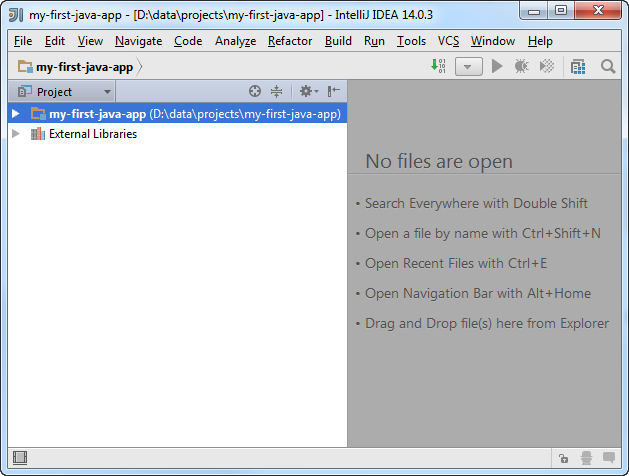 my-first-java-app - [D:\data\projects\my-first-java-app] - IntelliJ IDEA 14.0.3
File Edit View Navigate Code Analyze Refactor Build Run Tools VCS Window Help
my-first-java-app
Project
my-first-java-app (D:\data\projects\my-first-java-app)
External Libraries
No files are open
• Search Everywhere with Double Shift
• Open a file by name with Ctrl+Shift+N
• Open Recent Files with Ctrl+E
• Open Navigation Bar with Alt+Home
• Drag and Drop file(s) here from Explorer